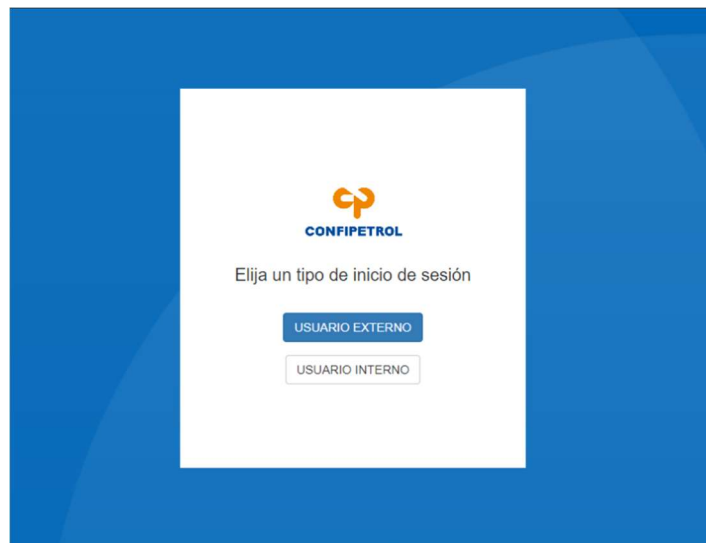 CONFIPETROL
Elija un tipo de inicio de sesión
USUARIO EXTERNO
USUARIO INTERNO